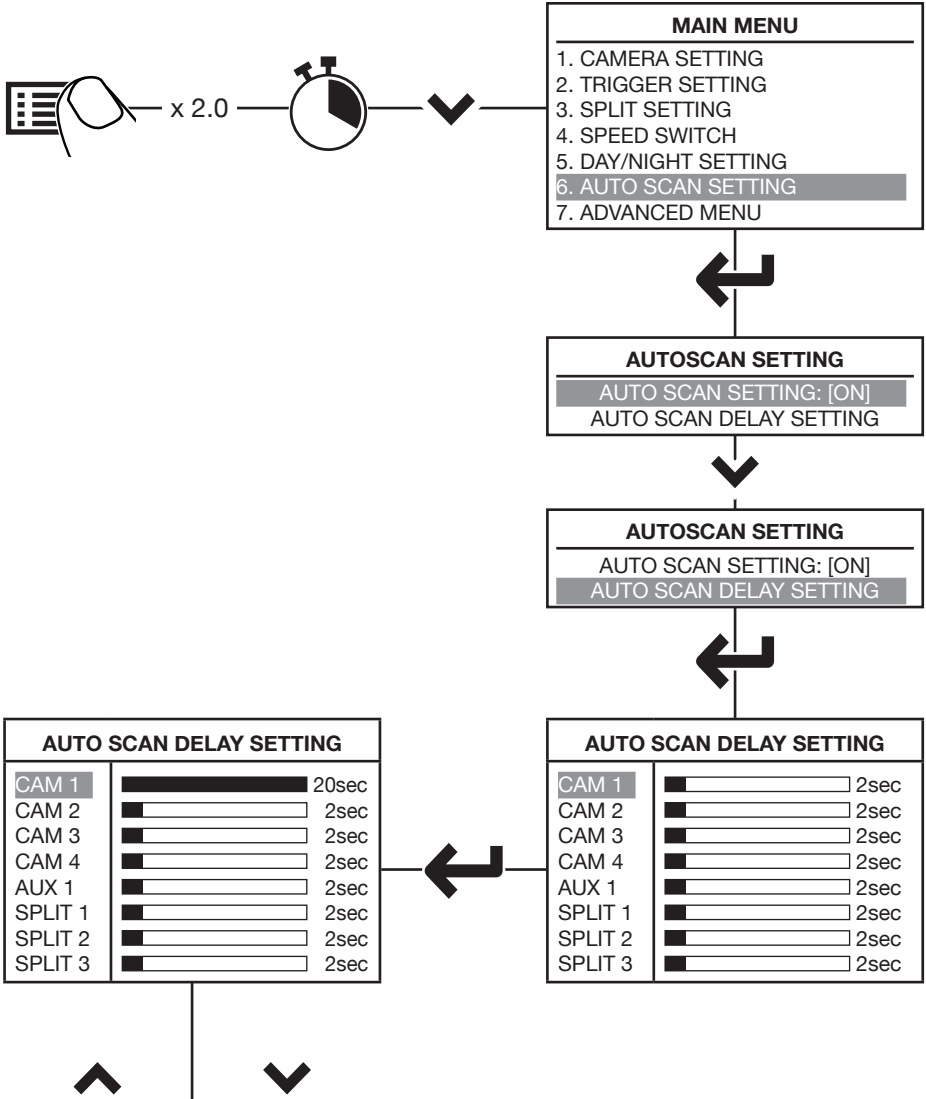 x 2.0
MAIN MENU
1. CAMERA SETTING
2. TRIGGER SETTING
3. SPLIT SETTING
4. SPEED SWITCH
5. DAY/NIGHT SETTING
6. AUTO SCAN SETTING
7. ADVANCED MENU
AUTOSCAN SETTING
AUTO SCAN SETTING: [ON]
AUTO SCAN DELAY SETTING
AUTOSCAN SETTING
AUTO SCAN SETTING: [ON]
AUTO SCAN DELAY SETTING
AUTO SCAN DELAY SETTING
CAM 1 20sec
CAM 2 2sec
CAM 3 2sec
CAM 4 2sec
AUX 1 2sec
SPLIT 1 2sec
SPLIT 2 2sec
SPLIT 3 2sec
AUTO SCAN DELAY SETTING
CAM 1 2sec
CAM 2 2sec
CAM 3 2sec
CAM 4 2sec
AUX 1 2sec
SPLIT 1 2sec
SPLIT 2 2sec
SPLIT 3 2sec